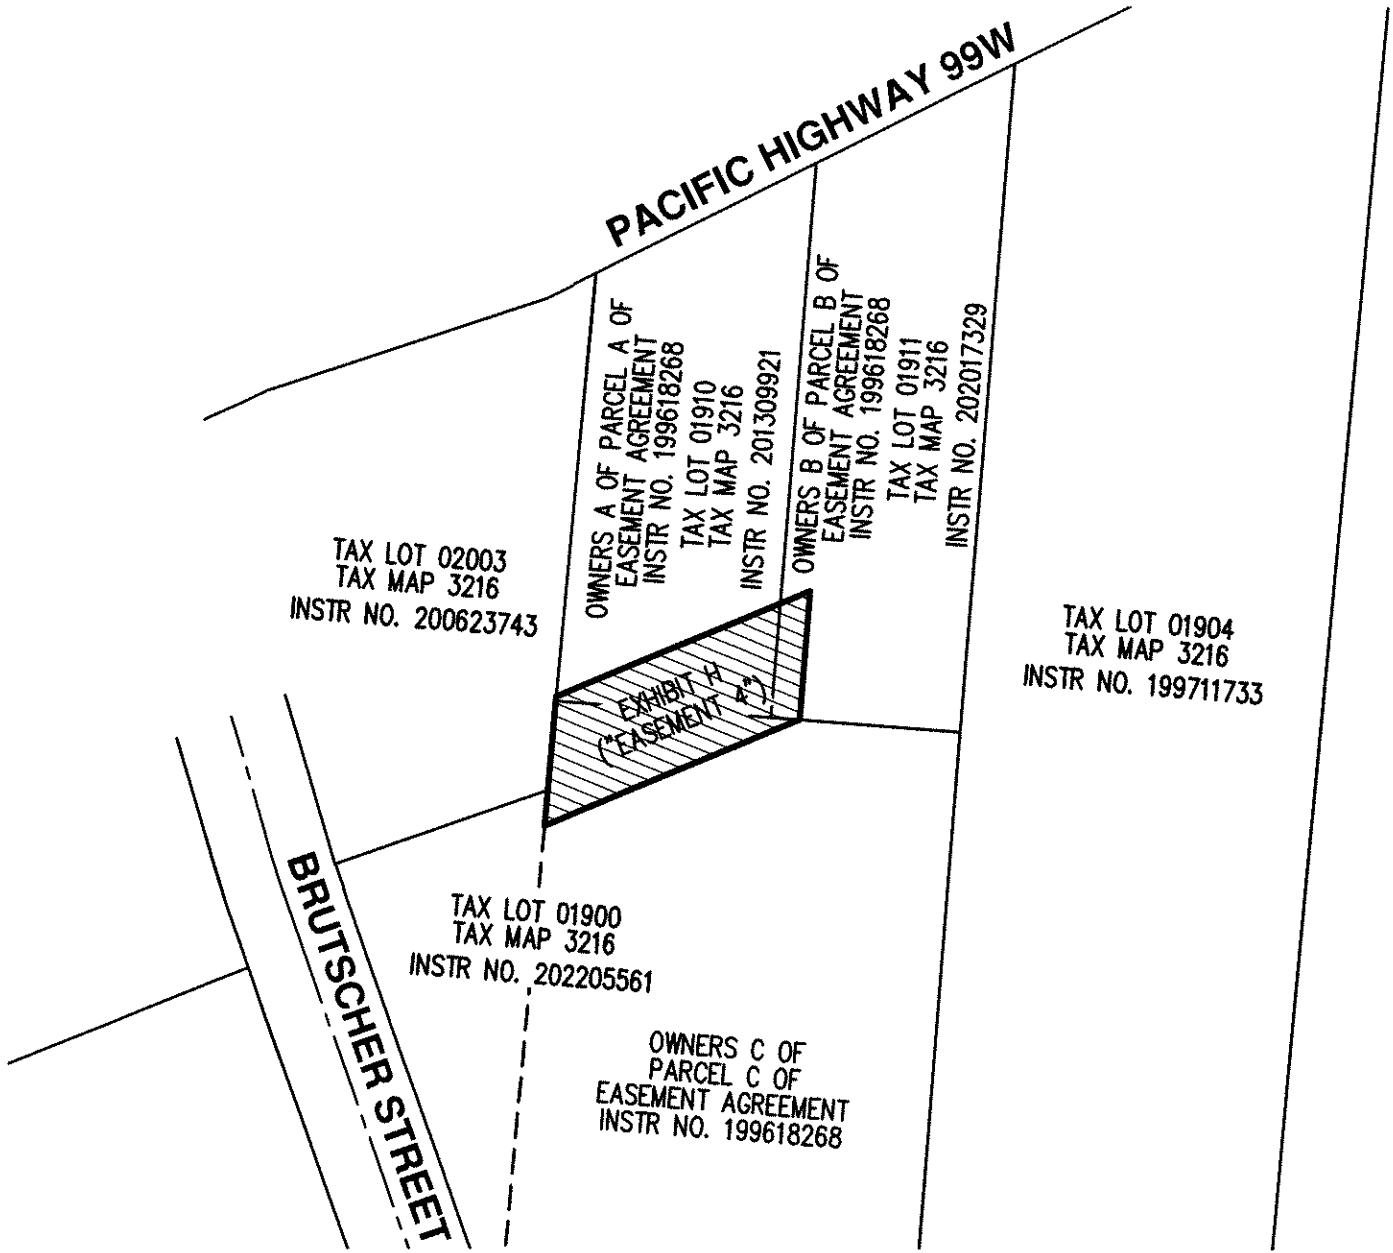 PACIFIC HIGHWAY 99W
OWNERS A OF PARCEL A OF
EASEMENT AGREEMENT
INSTR NO. 199618268
TAX LOT 01910
TAX MAP 3216
INSTR NO. 201309921
OWNERS B OF PARCEL B OF
EASEMENT AGREEMENT
INSTR NO. 199618268
TAX LOT 01911
TAX MAP 3216
INSTR NO. 202017329
TAX LOT 02003
TAX MAP 3216
INSTR NO. 200623743
TAX LOT 01904
TAX MAP 3216
INSTR NO. 199711733
EXHIBIT H
("EASEMENT 4")
BRUTSCHER STREET
TAX LOT 01900
TAX MAP 3216
INSTR NO. 202205561
OWNERS C OF
PARCEL C OF
EASEMENT AGREEMENT
INSTR NO. 199618268